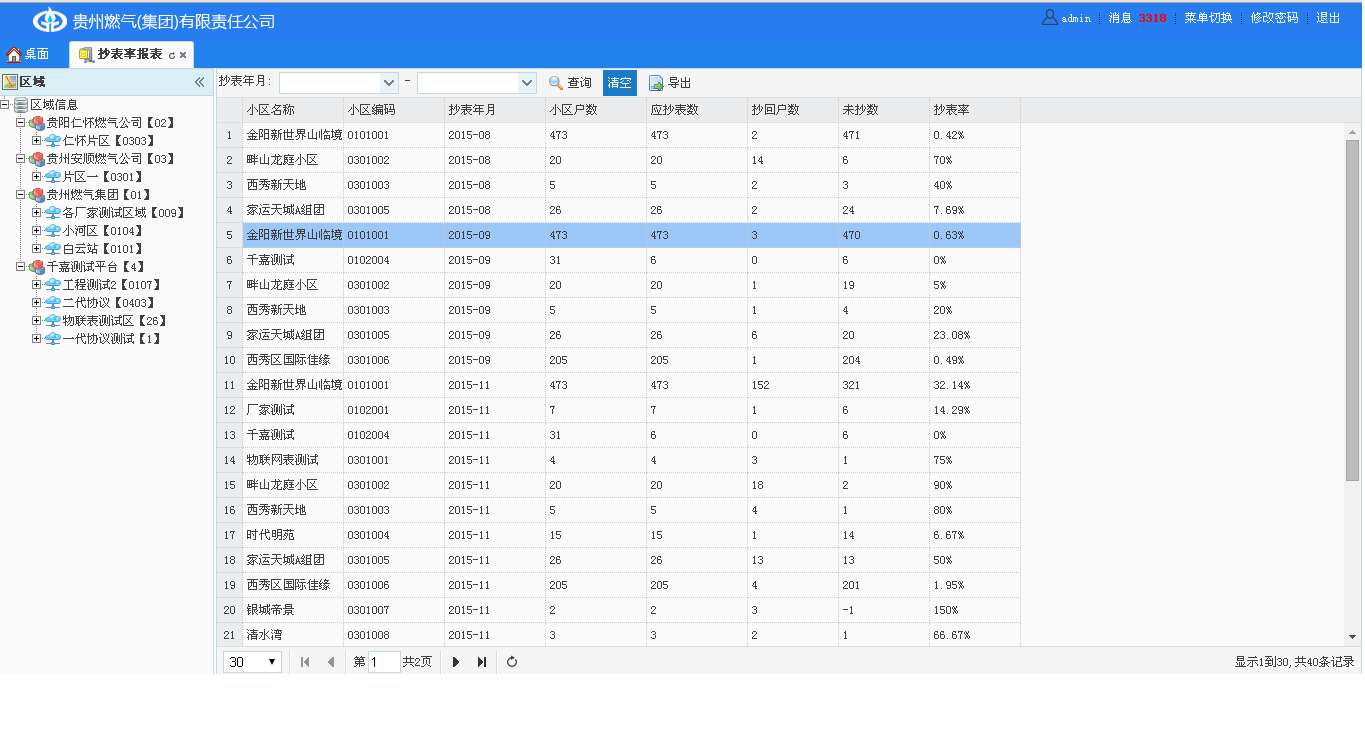 贵州燃气(集团)有限责任公司
admin 消息 3318 菜单切换 修改密码 退出
桌面 抄表率报表
区域
区域信息
贵阳仁怀燃气公司【02】
仁怀片区【0303】
贵州安顺燃气公司【03】
片区一【0301】
贵州燃气集团【01】
各厂家测试区域【009】
小河区【0104】
白云站【0101】
千嘉测试平台【4】
工程测试2【0107】
二代协议【0403】
物联表测试区【26】
一代协议测试【1】
抄表年月: - 查询 清空 导出
小区名称 小区编码 抄表年月 小区户数 应抄表数 抄回户数 未抄数 抄表率
1 金阳新世界山临境 0101001 2015-08 473 473 2 471 0.42%
2 畔山龙庭小区 0301002 2015-08 20 20 14 6 70%
3 西秀新天地 0301003 2015-08 5 5 2 3 40%
4 家运天城A组团 0301005 2015-08 26 26 2 24 7.69%
5 金阳新世界山临境 0101001 2015-09 473 473 3 470 0.63%
6 千嘉测试 0102004 2015-09 31 6 0 6 0%
7 畔山龙庭小区 0301002 2015-09 20 20 1 19 5%
8 西秀新天地 0301003 2015-09 5 5 1 4 20%
9 家运天城A组团 0301005 2015-09 26 26 6 20 23.08%
10 西秀区国际佳缘 0301006 2015-09 205 205 1 204 0.49%
11 金阳新世界山临境 0101001 2015-11 473 473 152 321 32.14%
12 厂家测试 0102001 2015-11 7 7 1 6 14.29%
13 千嘉测试 0102004 2015-11 31 6 0 6 0%
14 物联网表测试 0301001 2015-11 4 4 3 1 75%
15 畔山龙庭小区 0301002 2015-11 20 20 18 2 90%
16 西秀新天地 0301003 2015-11 5 5 4 1 80%
17 时代明苑 0301004 2015-11 15 15 1 14 6.67%
18 家运天城A组团 0301005 2015-11 26 26 13 13 50%
19 西秀区国际佳缘 0301006 2015-11 205 205 4 201 1.95%
20 银城帝景 0301007 2015-11 2 2 3 -1 150%
21 清水湾 0301008 2015-11 3 3 2 1 66.67%
30 第 1 共2页 显示1到30,共40条记录